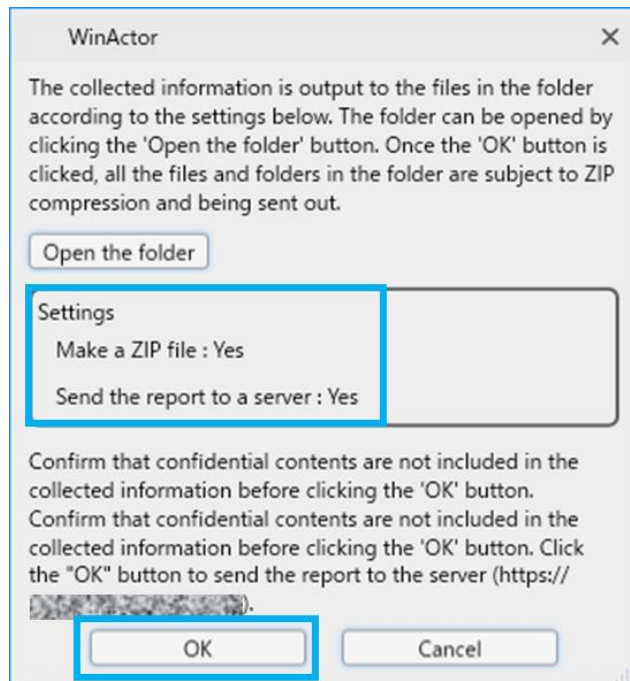 WinActor
The collected information is output to the files in the folder
according to the settings below. The folder can be opened by
clicking the 'Open the folder' button. Once the 'OK' button is
clicked, all the files and folders in the folder are subject to ZIP
compression and being sent out.
Open the folder
Settings
Make a ZIP file : Yes
Send the report to a server : Yes
Confirm that confidential contents are not included in the
collected information before clicking the 'OK' button.
Confirm that confidential contents are not included in the
collected information before clicking the 'OK' button. Click
the "OK" button to send the report to the server (https://
).
OK
Cancel